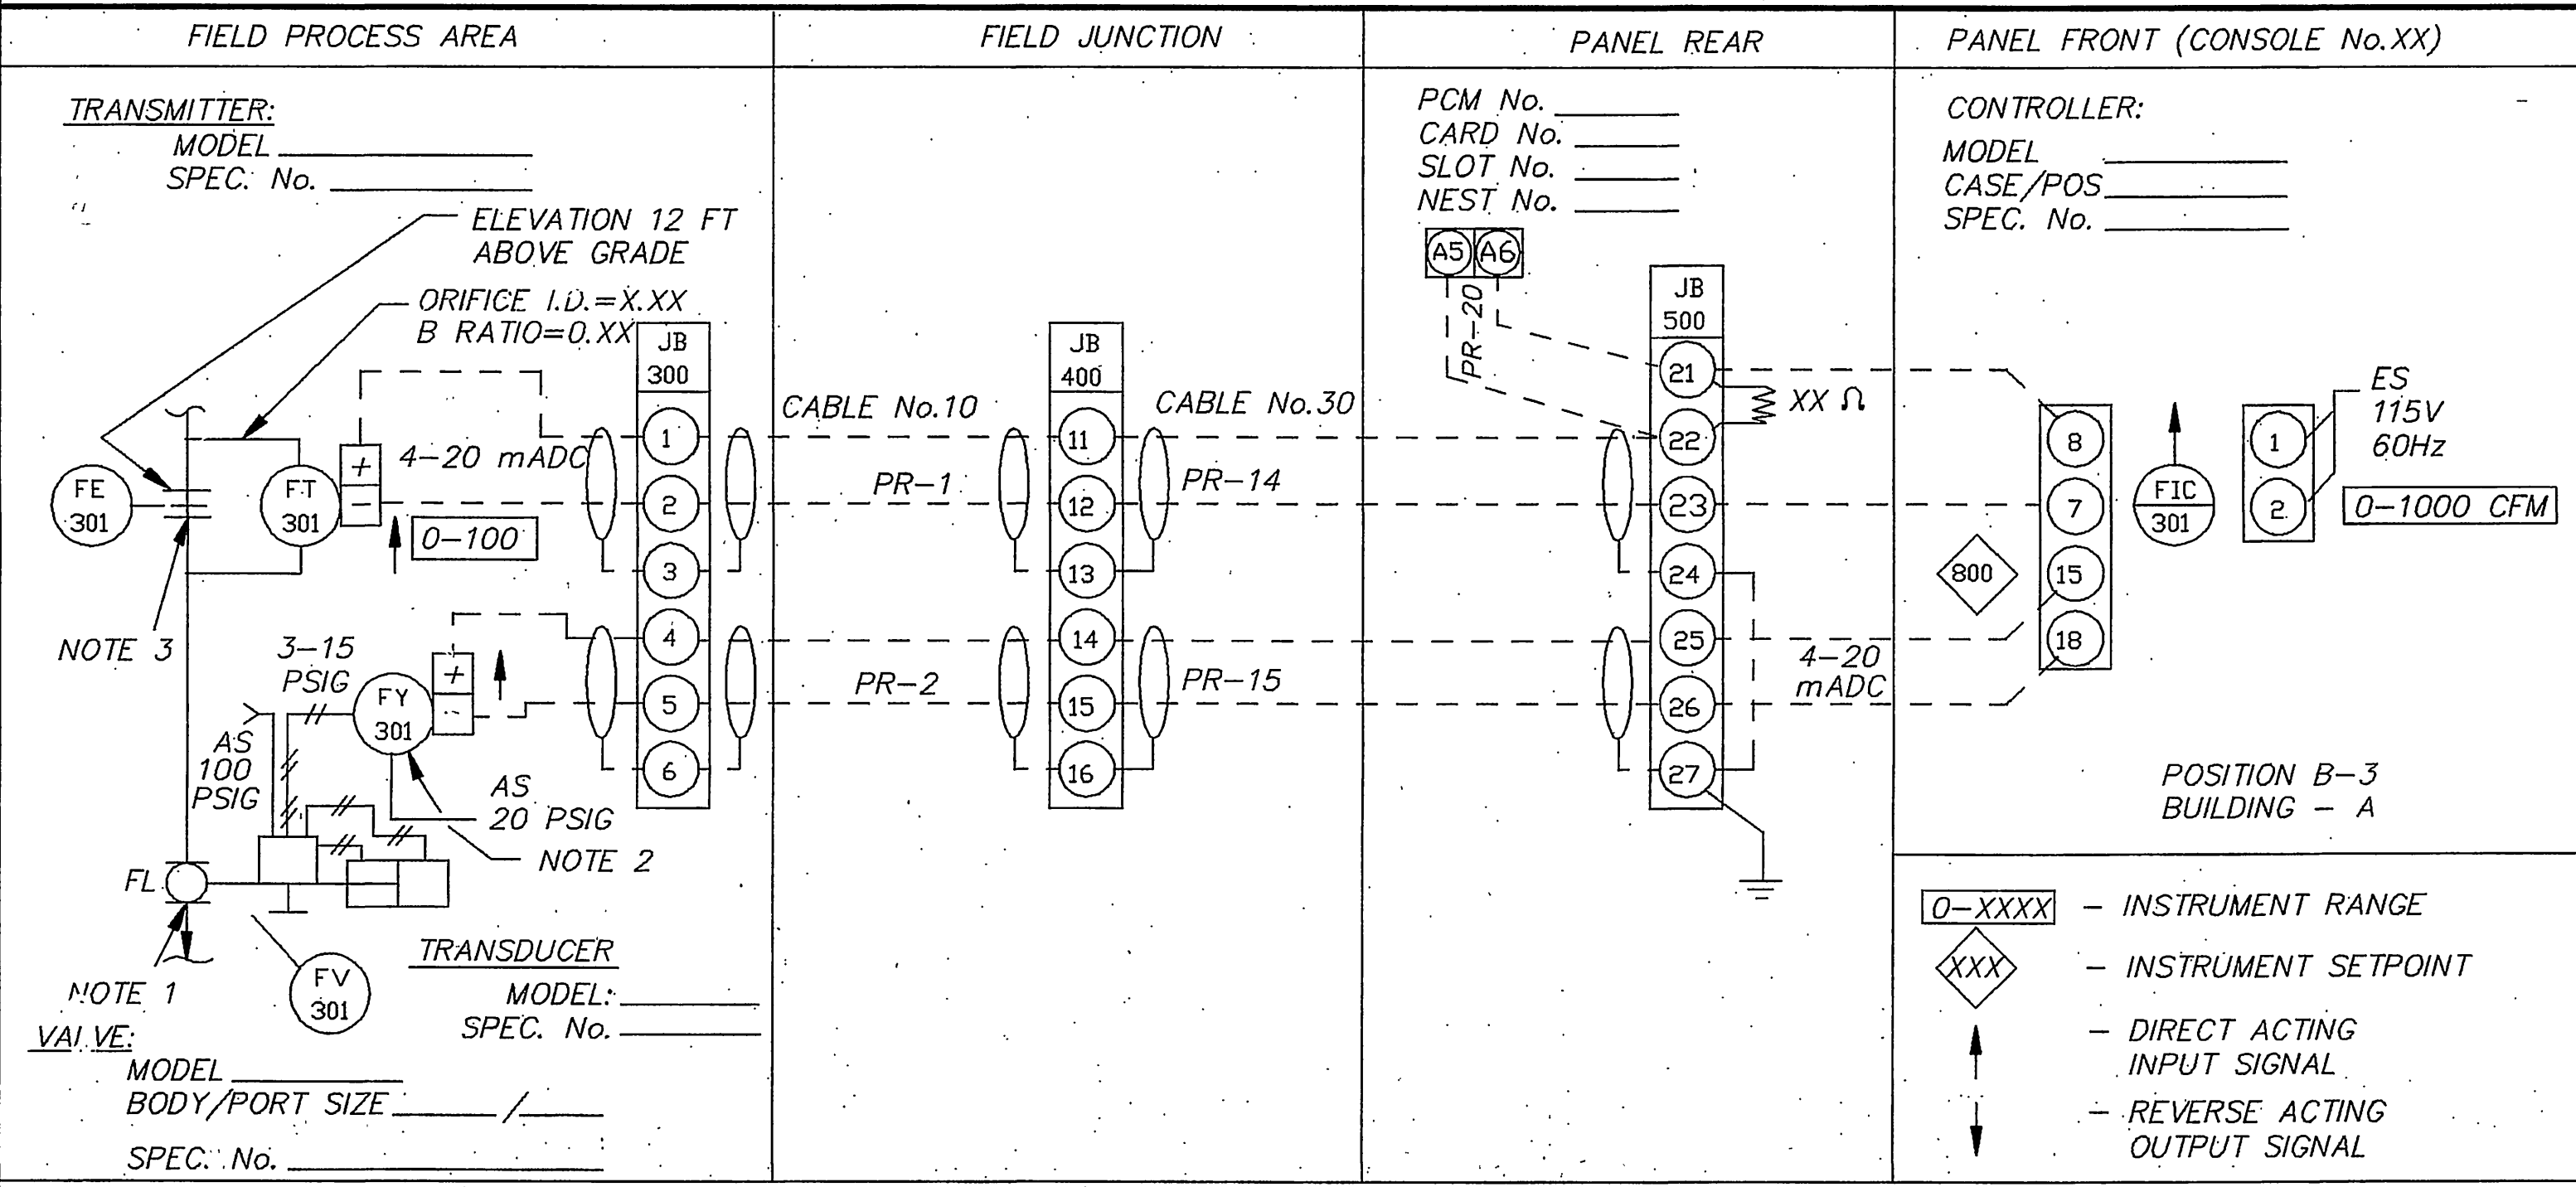 FIELD PROCESS AREA
FIELD JUNCTION
PANEL REAR
PANEL FRONT (CONSOLE No.XX)
TRANSMITTER:
MODEL
SPEC. No.
ELEVATION 12 FT
ABOVE GRADE
ORIFICE I.D.=X.XX
B RATIO=0.XX
FE
301
FT
301
+
−
4-20 mADC
0-100
NOTE 3
3-15
PSIG
FY
301
+
−
AS
100
PSIG
AS
20 PSIG
NOTE 2
FL
NOTE 1
FV
301
TRANSDUCER
MODEL:
SPEC. No.
VALVE:
MODEL
BODY/PORT SIZE /
SPEC. No.
JB
300
1
2
3
4
5
6
CABLE No.10
PR-1
PR-2
JB
400
11
12
13
14
15
16
CABLE No.30
PR-14
PR-15
PCM No.
CARD No.
SLOT No.
NEST No.
A5 A6
PR-20
JB
500
21
22
23
24
25
26
27
XX Ω
4-20
mADC
CONTROLLER:
MODEL
CASE/POS
SPEC. No.
8
7
15
18
800
FIC
301
1
2
ES
115V
60Hz
0-1000 CFM
POSITION B-3
BUILDING - A
0-XXXX - INSTRUMENT RANGE
XXX - INSTRUMENT SETPOINT
- DIRECT ACTING
INPUT SIGNAL
- REVERSE ACTING
OUTPUT SIGNAL